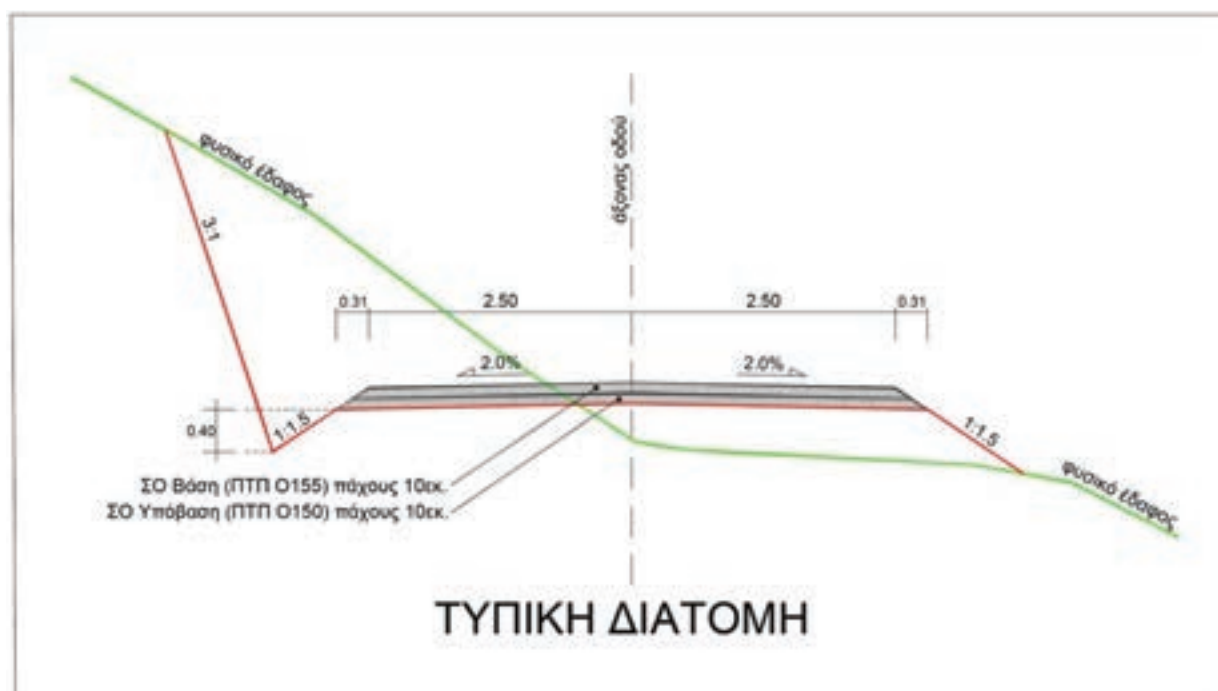 φυσικό έδαφος
άξονας οδού
3:1
0.31
2.50
2.50
0.31
2.0%
2.0%
0.40
1:1.5
1:1.5
ΣΟ Βάση (ΠΤΠ Ο155) πάχους 10εκ.
ΣΟ Υπόβαση (ΠΤΠ Ο150) πάχους 10εκ.
φυσικό έδαφος
ΤΥΠΙΚΗ ΔΙΑΤΟΜΗ